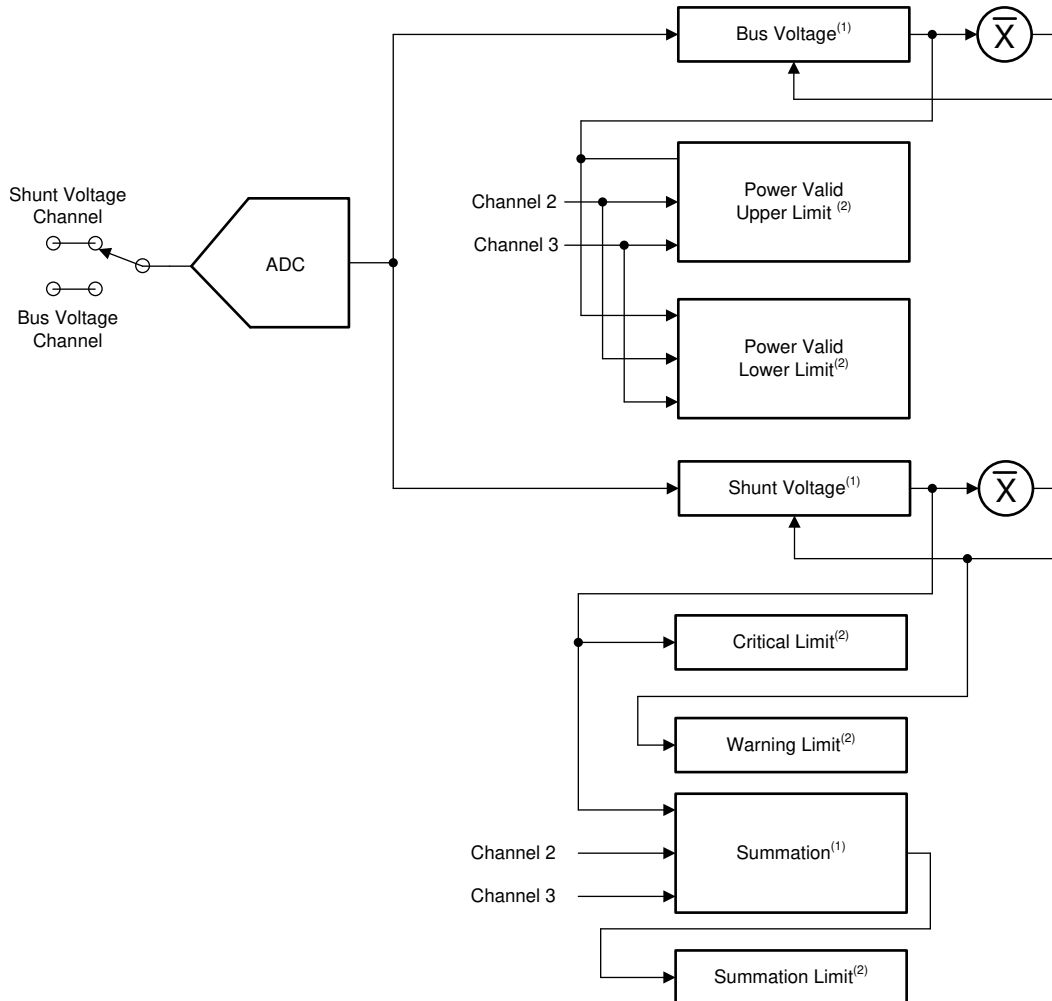 Bus Voltage(1)
X̅
Shunt Voltage
Channel
Bus Voltage
Channel
ADC
Channel 2
Channel 3
Power Valid
Upper Limit (2)
Power Valid
Lower Limit(2)
Shunt Voltage(1)
X̅
Critical Limit(2)
Warning Limit(2)
Channel 2
Channel 3
Summation(1)
Summation Limit(2)